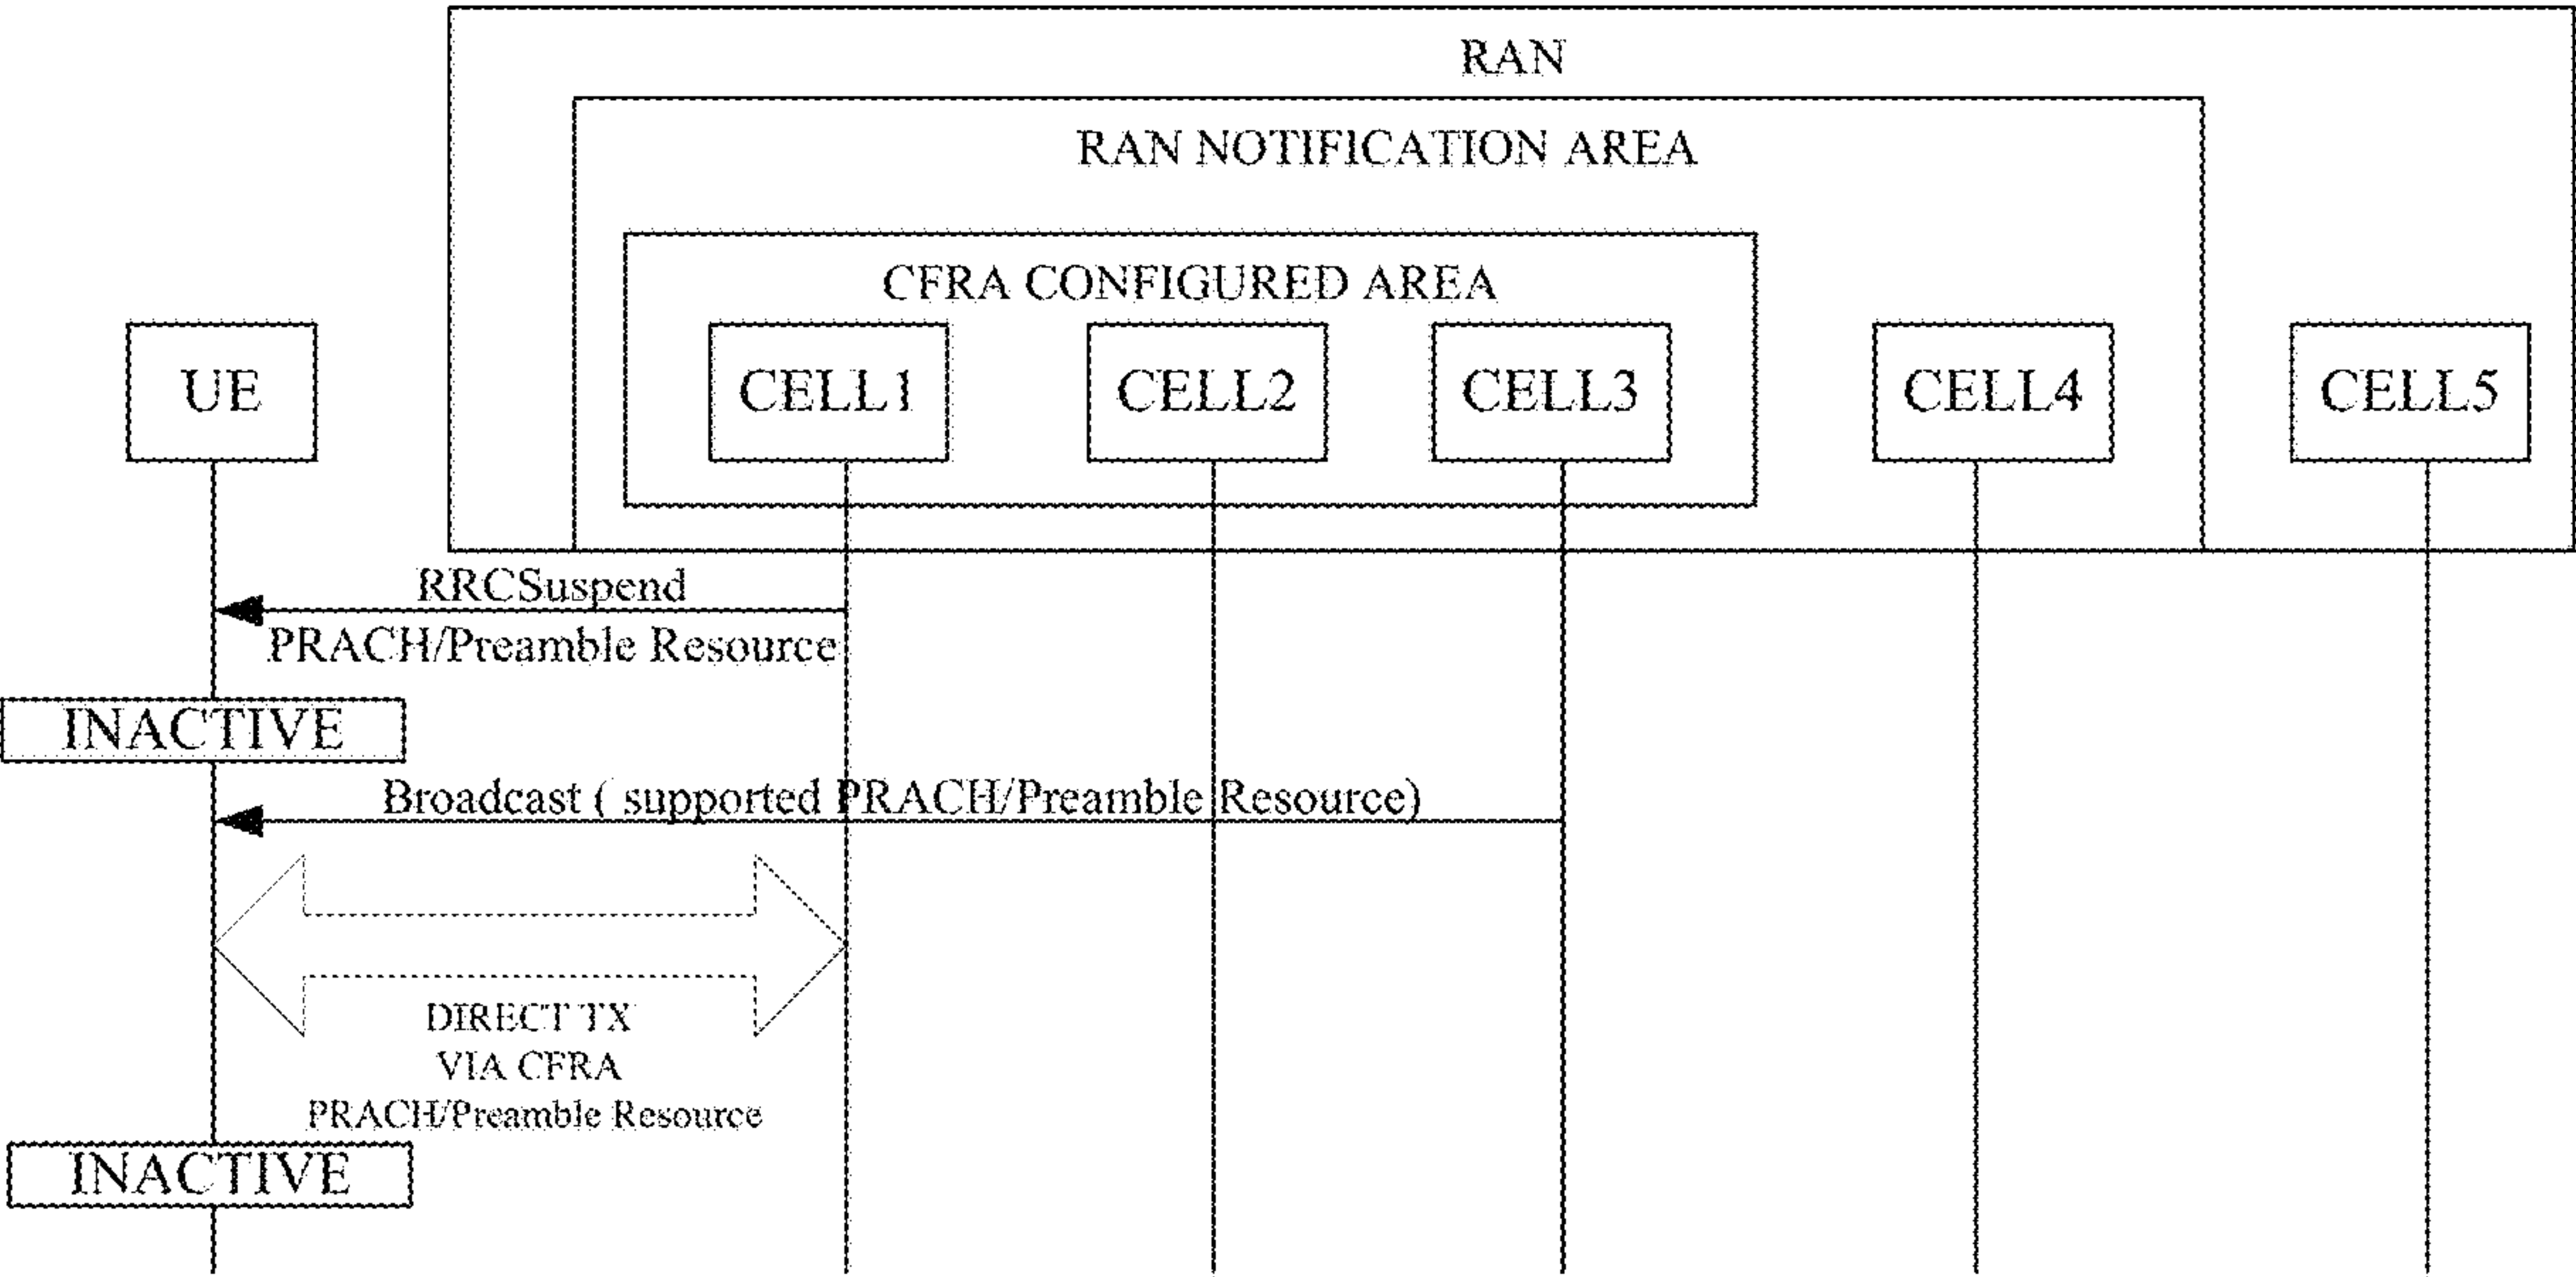 RAN
RAN NOTIFICATION AREA
CFRA CONFIGURED AREA
UE
CELL1
CELL2
CELL3
CELL4
CELL5
RRCSuspend
PRACH/Preamble Resource
INACTIVE
Broadcast ( supported PRACH/Preamble Resource)
DIRECT TX
VIA CFRA
PRACH/Preamble Resource
INACTIVE